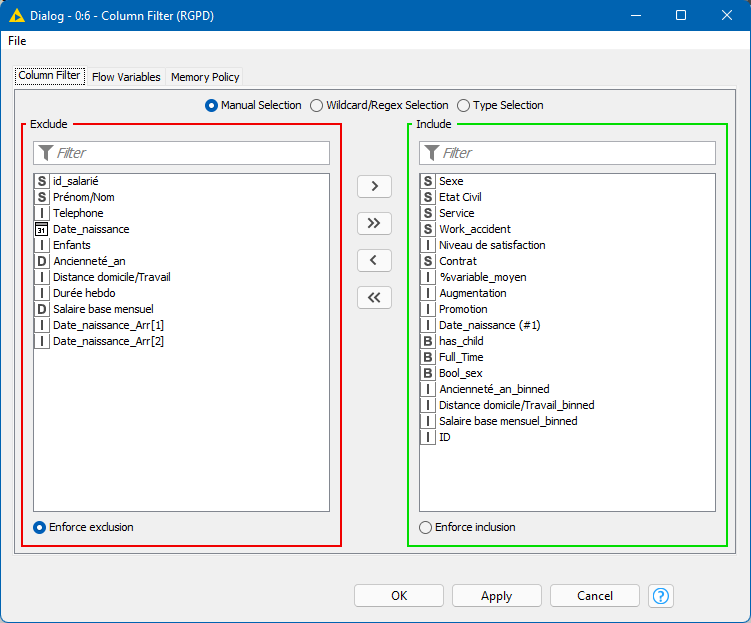 Dialog - 0:6 - Column Filter (RGPD)
File
Column Filter Flow Variables Memory Policy
Manual Selection Wildcard/Regex Selection Type Selection
Exclude
Filter
S id_salarié
S Prénom/Nom
I Telephone
31 Date_naissance
I Enfants
D Ancienneté_an
I Distance domicile/Travail
I Durée hebdo
D Salaire base mensuel
I Date_naissance_Arr[1]
I Date_naissance_Arr[2]
Enforce exclusion
>
>>
<
<<
Include
Filter
S Sexe
S Etat Civil
S Service
S Work_accident
I Niveau de satisfaction
S Contrat
I %variable_moyen
I Augmentation
I Promotion
I Date_naissance (#1)
B has_child
B Full_Time
B Bool_sex
I Ancienneté_an_binned
I Distance domicile/Travail_binned
I Salaire base mensuel_binned
I ID
Enforce inclusion
OK Apply Cancel ?